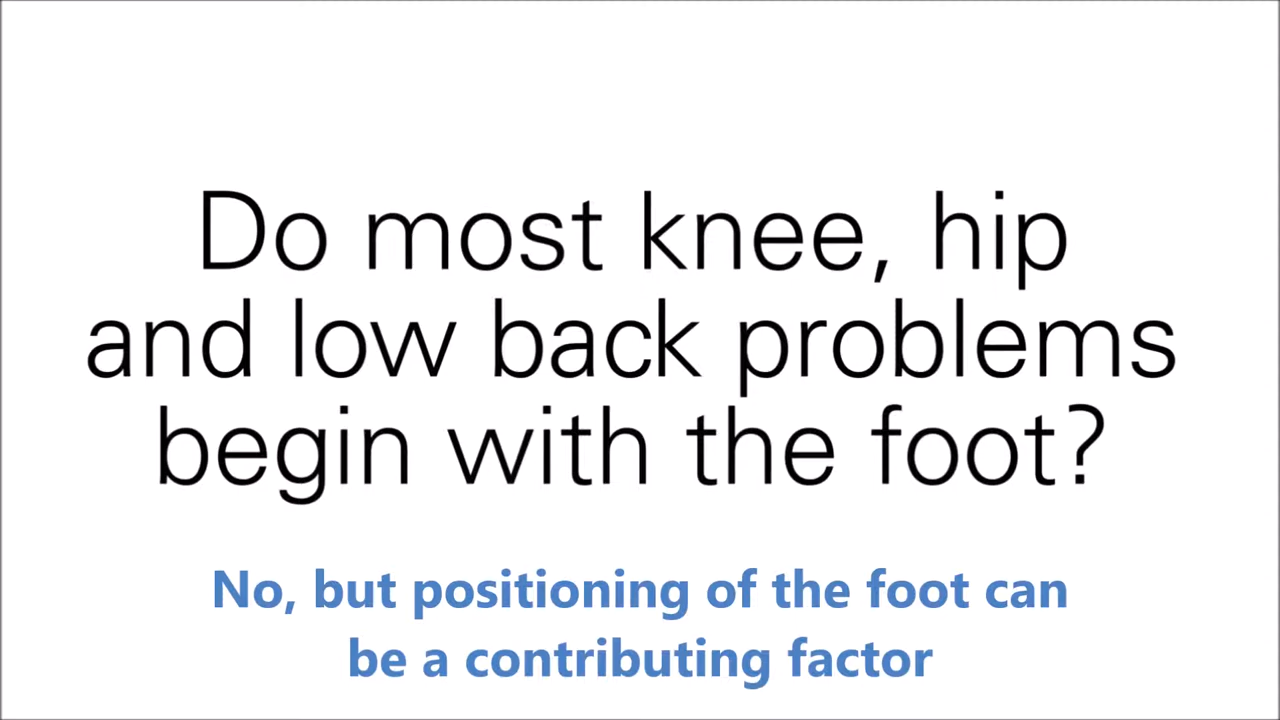 Do most knee, hip
and low back problems
begin with the foot?
No, but positioning of the foot can
be a contributing factor